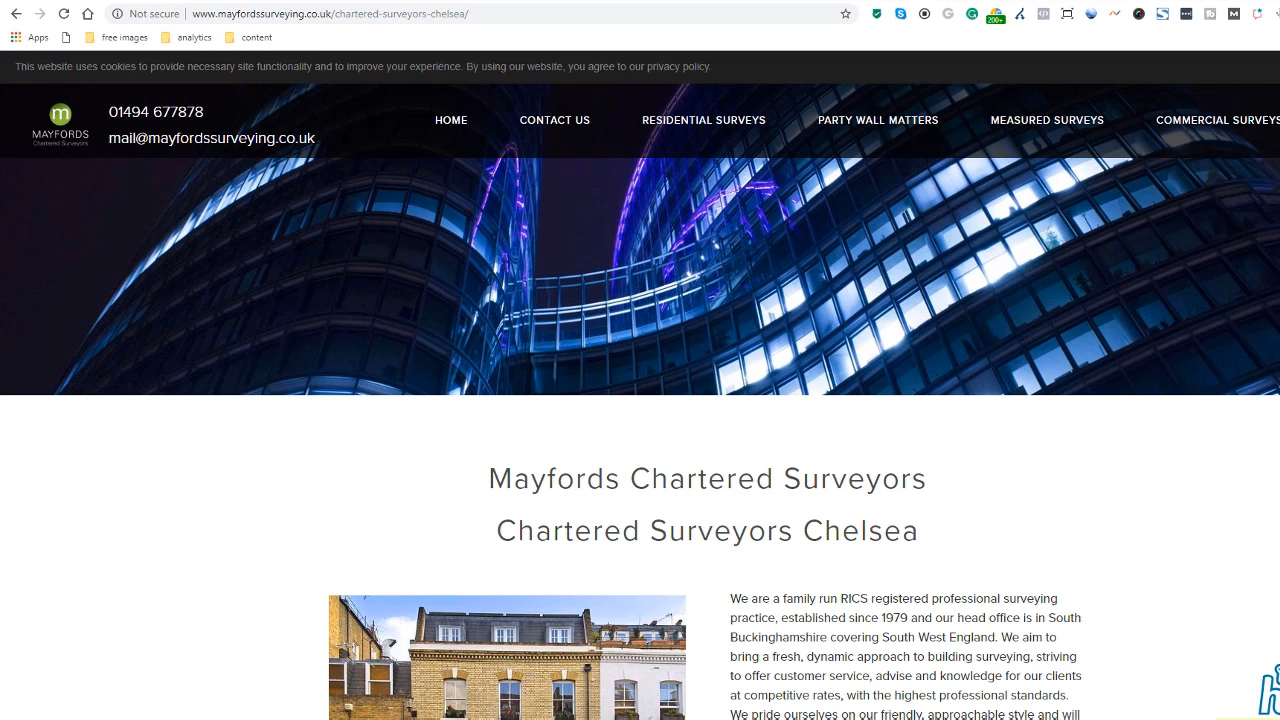 Not secure | www.mayfordssurveying.co.uk/chartered-surveyors-chelsea/
200+
Apps free images analytics content
This website uses cookies to provide necessary site functionality and to improve your experience. By using our website, you agree to our privacy policy.
m
MAYFORDS
Chartered Surveyors
01494 677878
mail@mayfordssurveying.co.uk
HOME CONTACT US RESIDENTIAL SURVEYS PARTY WALL MATTERS MEASURED SURVEYS COMMERCIAL SURVEYS
Mayfords Chartered Surveyors
Chartered Surveyors Chelsea
We are a family run RICS registered professional surveying
practice, established since 1979 and our head office is in South
Buckinghamshire covering South West England. We aim to
bring a fresh, dynamic approach to building surveying, striving
to offer customer service, advise and knowledge for our clients
at competitive rates, with the highest professional standards.
We pride ourselves on our friendly, approachable style and will